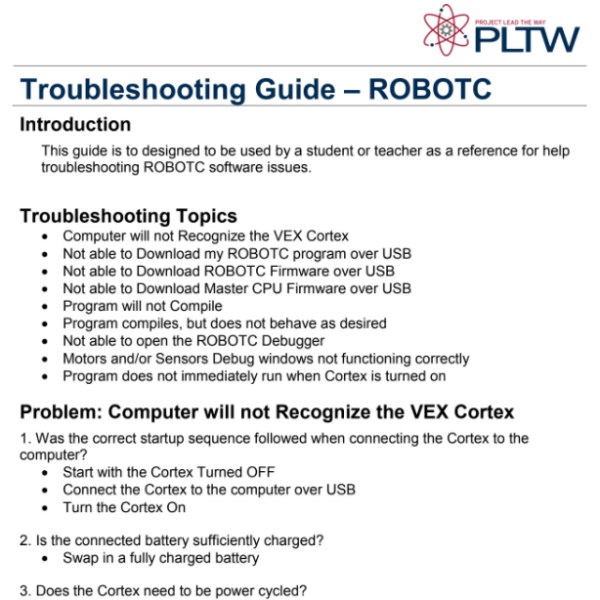 PROJECT LEAD THE WAY
PLTW
Troubleshooting Guide – ROBOTC
Introduction
This guide is to designed to be used by a student or teacher as a reference for help
troubleshooting ROBOTC software issues.
Troubleshooting Topics
• Computer will not Recognize the VEX Cortex
• Not able to Download my ROBOTC program over USB
• Not able to Download ROBOTC Firmware over USB
• Not able to Download Master CPU Firmware over USB
• Program will not Compile
• Program compiles, but does not behave as desired
• Not able to open the ROBOTC Debugger
• Motors and/or Sensors Debug windows not functioning correctly
• Program does not immediately run when Cortex is turned on
Problem: Computer will not Recognize the VEX Cortex
1. Was the correct startup sequence followed when connecting the Cortex to the
computer?
• Start with the Cortex Turned OFF
• Connect the Cortex to the computer over USB
• Turn the Cortex On
2. Is the connected battery sufficiently charged?
• Swap in a fully charged battery
3. Does the Cortex need to be power cycled?